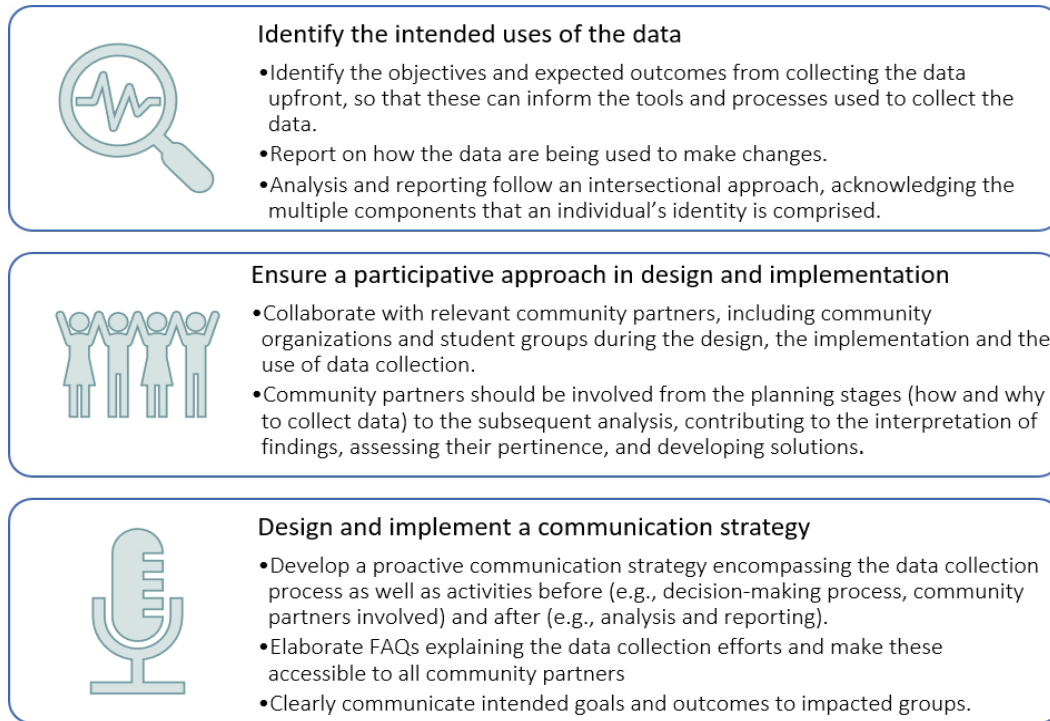 Identify the intended uses of the data
•Identify the objectives and expected outcomes from collecting the data
upfront, so that these can inform the tools and processes used to collect the
data.
•Report on how the data are being used to make changes.
•Analysis and reporting follow an intersectional approach, acknowledging the
multiple components that an individual's identity is comprised.
Ensure a participative approach in design and implementation
•Collaborate with relevant community partners, including community
organizations and student groups during the design, the implementation and the
use of data collection.
•Community partners should be involved from the planning stages (how and why
to collect data) to the subsequent analysis, contributing to the interpretation of
findings, assessing their pertinence, and developing solutions.
Design and implement a communication strategy
•Develop a proactive communication strategy encompassing the data collection
process as well as activities before (e.g., decision-making process, community
partners involved) and after (e.g., analysis and reporting).
•Elaborate FAQs explaining the data collection efforts and make these
accessible to all community partners
•Clearly communicate intended goals and outcomes to impacted groups.